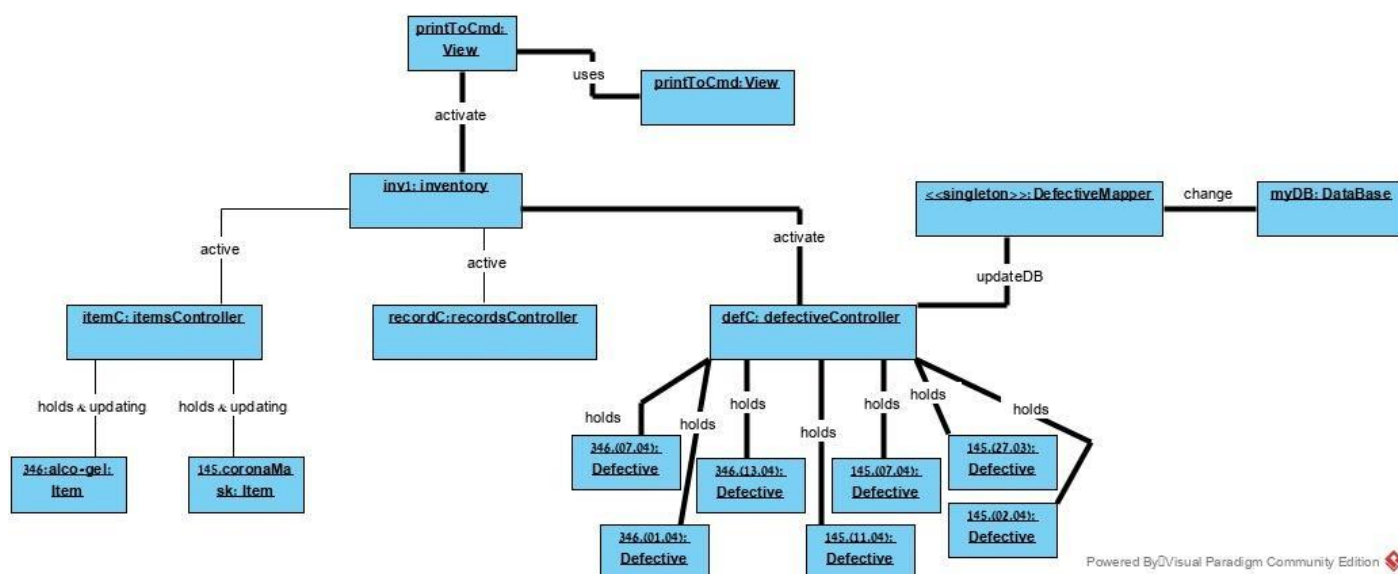 printToCmd:
View
uses
printToCmd: View
activate
inv1: inventory
<<singleton>>: DefectiveMapper
change
myDB: DataBase
active
active
activate
updateDB
itemC: itemsController
recordC:recordsController
defC: defectiveController
holds & updating
holds & updating
holds
holds
holds
holds
holds
holds
holds
346:alco-gel:
Item
145.coronaMa
sk: Item
346.(07.04):
Defective
346.(13.04):
Defective
145.(07.04):
Defective
145.(27.03):
Defective
346.(01.04):
Defective
145.(11.04):
Defective
145.(02.04):
Defective
Powered By Visual Paradigm Community Edition